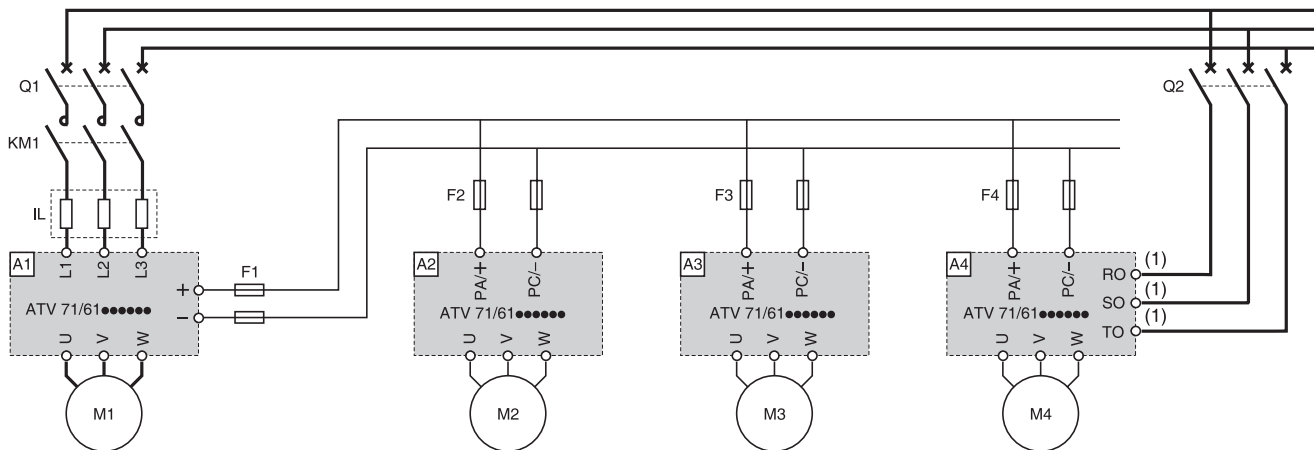 Q1
Q2
KM1
IL
F1
F2
F3
F4
A1
L1 L2 L3
+
−
ATV 71/61●●●●●●
U V W
M1
A2
PA/+ PC/−
ATV 71/61●●●●●●
U V W
M2
A3
PA/+ PC/−
ATV 71/61●●●●●●
U V W
M3
A4
PA/+ PC/−
ATV 71/61●●●●●●
RO (1)
SO (1)
TO (1)
U V W
M4